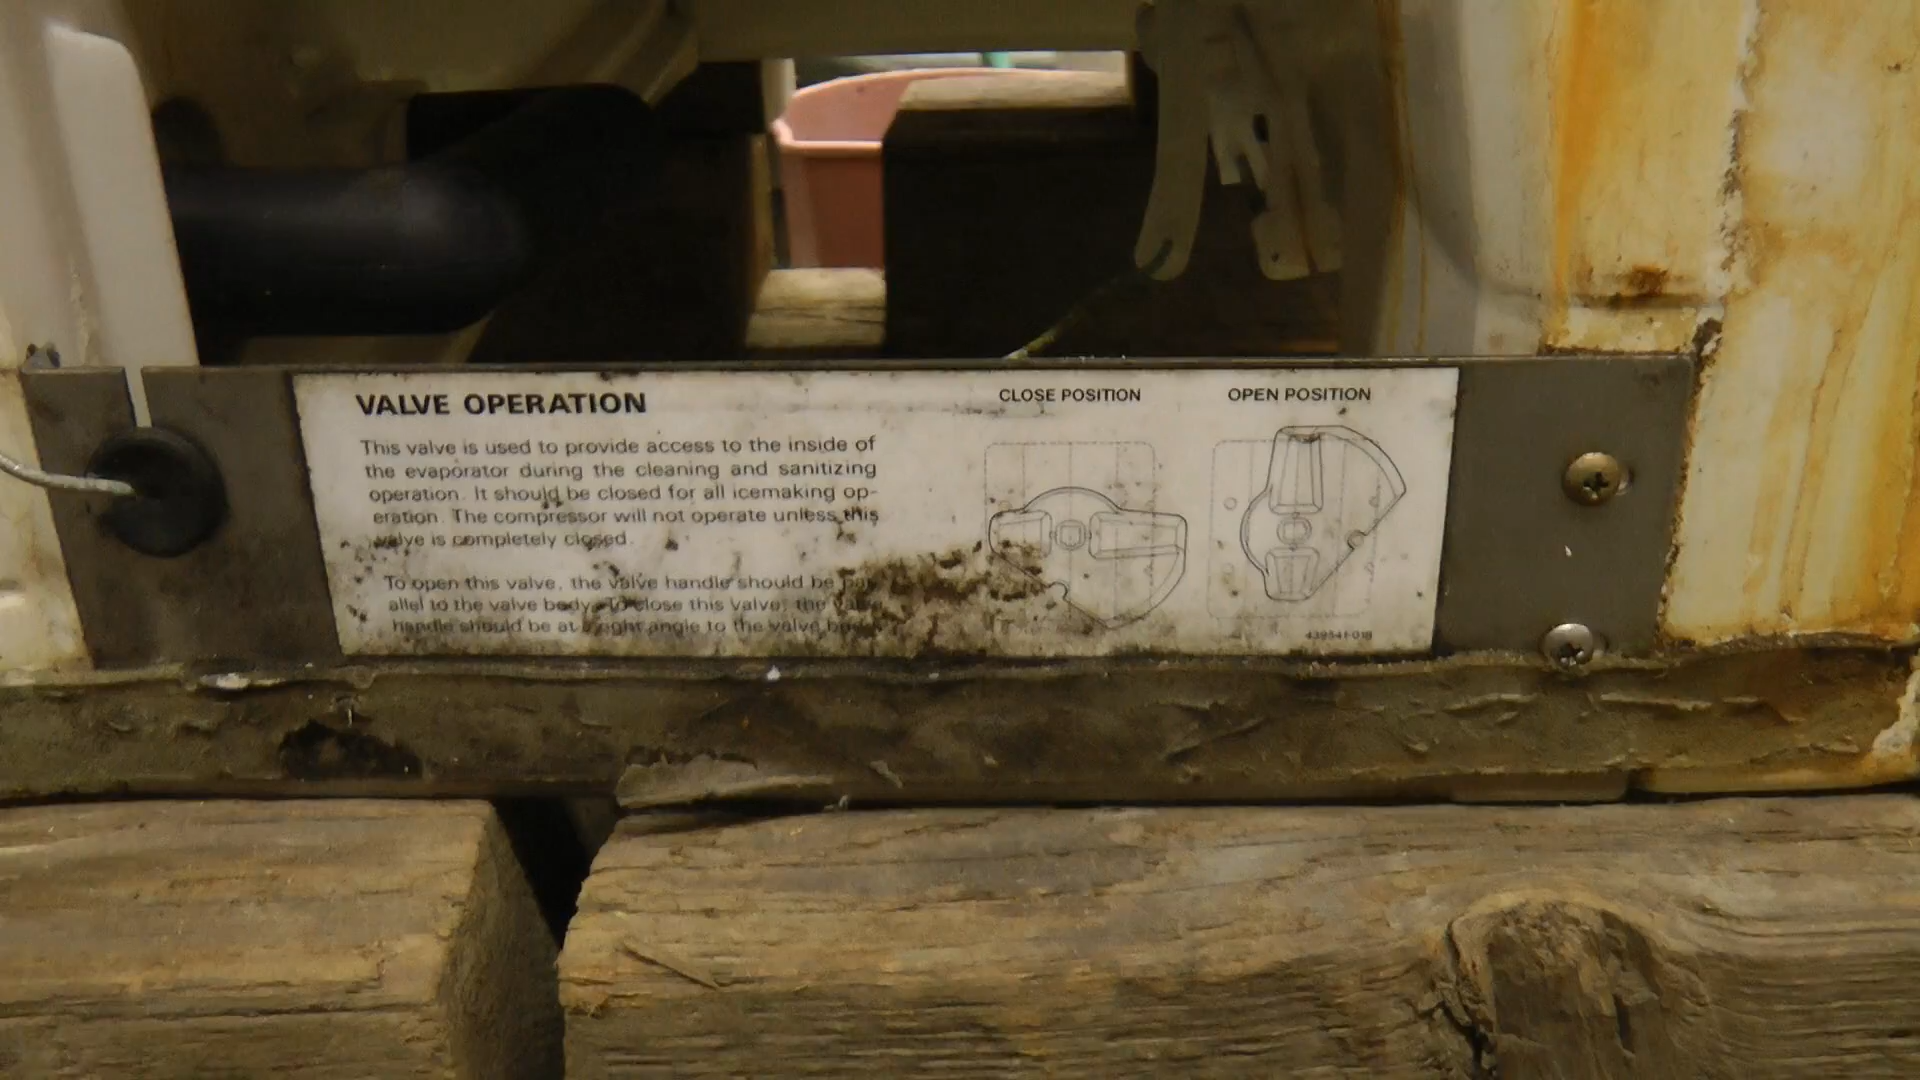 VALVE OPERATION
This valve is used to provide access to the inside of
the evaporator during the cleaning and sanitizing
operation. It should be closed for all icemaking op-
eration. The compressor will not operate unless this
valve is completely closed.
To open this valve, the valve handle should be par-
allel to the valve body. To close this valve, the valve
handle should be at a right angle to the valve body.
CLOSE POSITION
OPEN POSITION